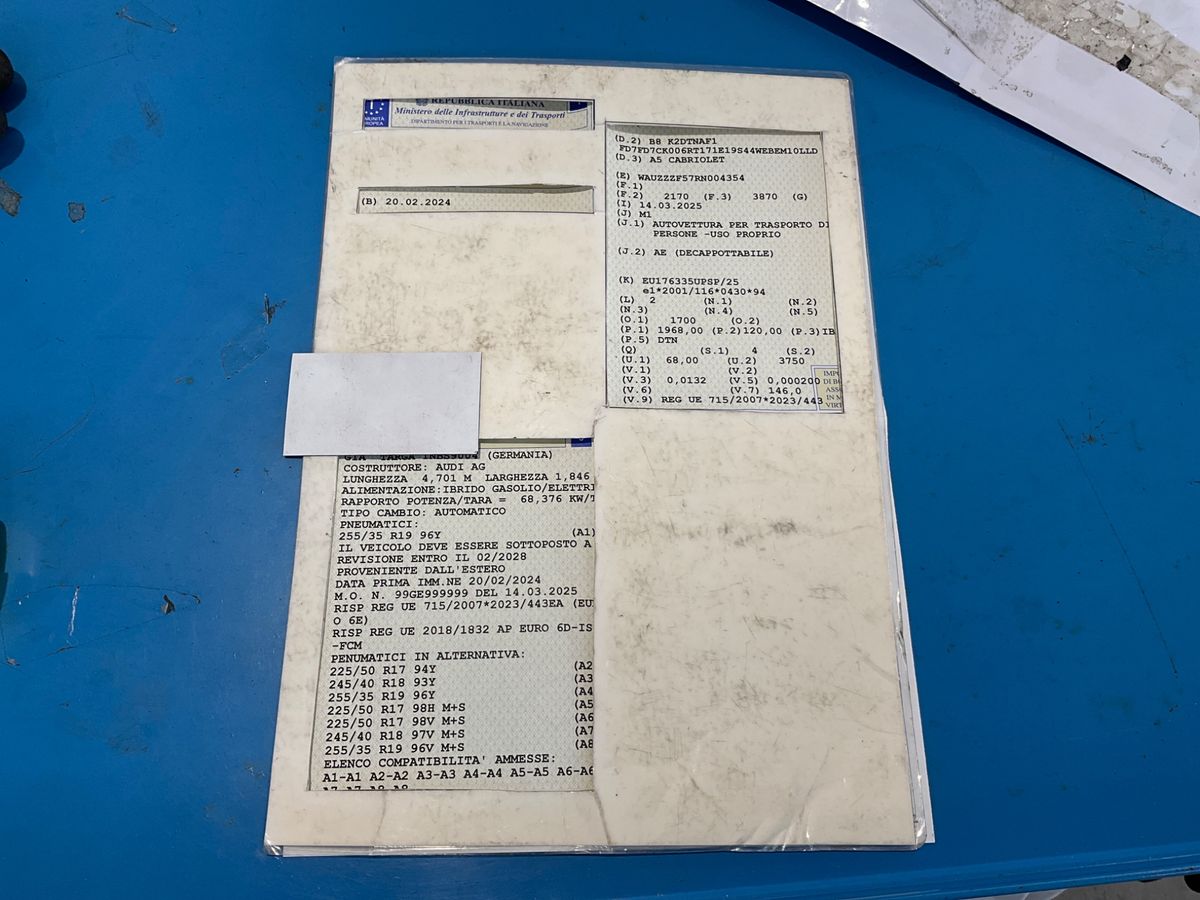 REPUBBLICA ITALIANA
Ministero delle Infrastrutture e dei Trasporti
DIPARTIMENTO PER I TRASPORTI E LA NAVIGAZIONE
(B) 20.02.2024
(GERMANIA)
COSTRUTTORE: AUDI AG
LUNGHEZZA 4,701 M LARGHEZZA 1,846
ALIMENTAZIONE:IBRIDO GASOLIO/ELETTRI
RAPPORTO POTENZA/TARA = 68,376 KW/T
TIPO CAMBIO: AUTOMATICO
PNEUMATICI:
255/35 R19 96Y (A1)
IL VEICOLO DEVE ESSERE SOTTOPOSTO A
REVISIONE ENTRO IL 02/2028
PROVENIENTE DALL'ESTERO
DATA PRIMA IMM.NE 20/02/2024
M.O. N. 99GE999999 DEL 14.03.2025
RISP REG UE 715/2007*2023/443EA (EU
O 6E)
RISP REG UE 2018/1832 AP EURO 6D-IS
-FCM
PENUMATICI IN ALTERNATIVA:
225/50 R17 94Y (A2
245/40 R18 93Y (A3
255/35 R19 96Y (A4
225/50 R17 98H M+S (A5
225/50 R17 98V M+S (A6
245/40 R18 97V M+S (A7
255/35 R19 96V M+S (A8
ELENCO COMPATIBILITA' AMMESSE:
A1-A1 A2-A2 A3-A3 A4-A4 A5-A5 A6-A6
(D.2) B8 K2DTNAF1
FD7FD7CK006RT171E19S44WEBEM10LLD
(D.3) A5 CABRIOLET
(E) WAUZZZF57RN004354
(F.1)
(F.2) 2170 (F.3) 3870 (G)
(I) 14.03.2025
(J) M1
(J.1) AUTOVETTURA PER TRASPORTO DI
PERSONE -USO PROPRIO
(J.2) AE (DECAPPOTTABILE)
(K) EU176335UPSP/25
e1*2001/116*0430*94
(L) 2 (N.1) (N.2)
(N.3) (N.4) (N.5)
(O.1) 1700 (O.2)
(P.1) 1968,00 (P.2)120,00 (P.3)IB
(P.5) DTN
(Q) (S.1) 4 (S.2)
(U.1) 68,00 (U.2) 3750
(V.1) (V.2)
(V.3) 0,0132 (V.5) 0,000200
(V.6) (V.7) 146,0
(V.9) REG UE 715/2007*2023/443